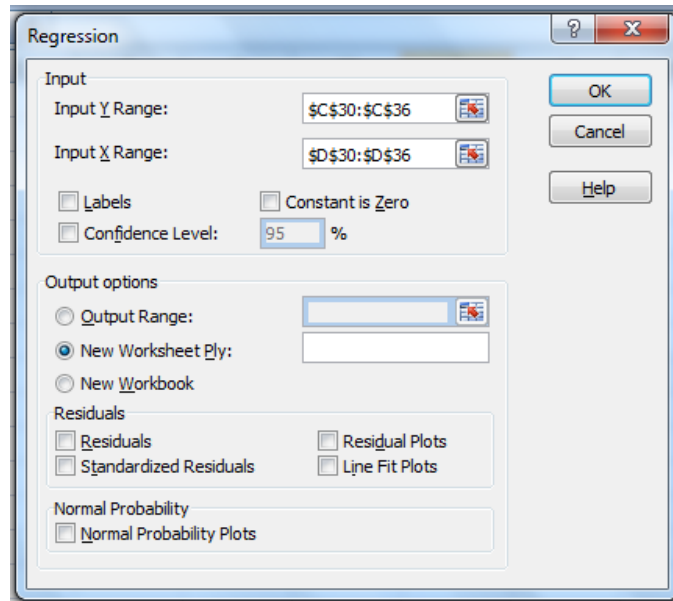 Regression
? X
Input
Input Y Range: $C$30:$C$36
Input X Range: $D$30:$D$36
Labels Constant is Zero
Confidence Level: 95 %
Output options
Output Range:
New Worksheet Ply:
New Workbook
Residuals
Residuals Residual Plots
Standardized Residuals Line Fit Plots
Normal Probability
Normal Probability Plots
OK
Cancel
Help